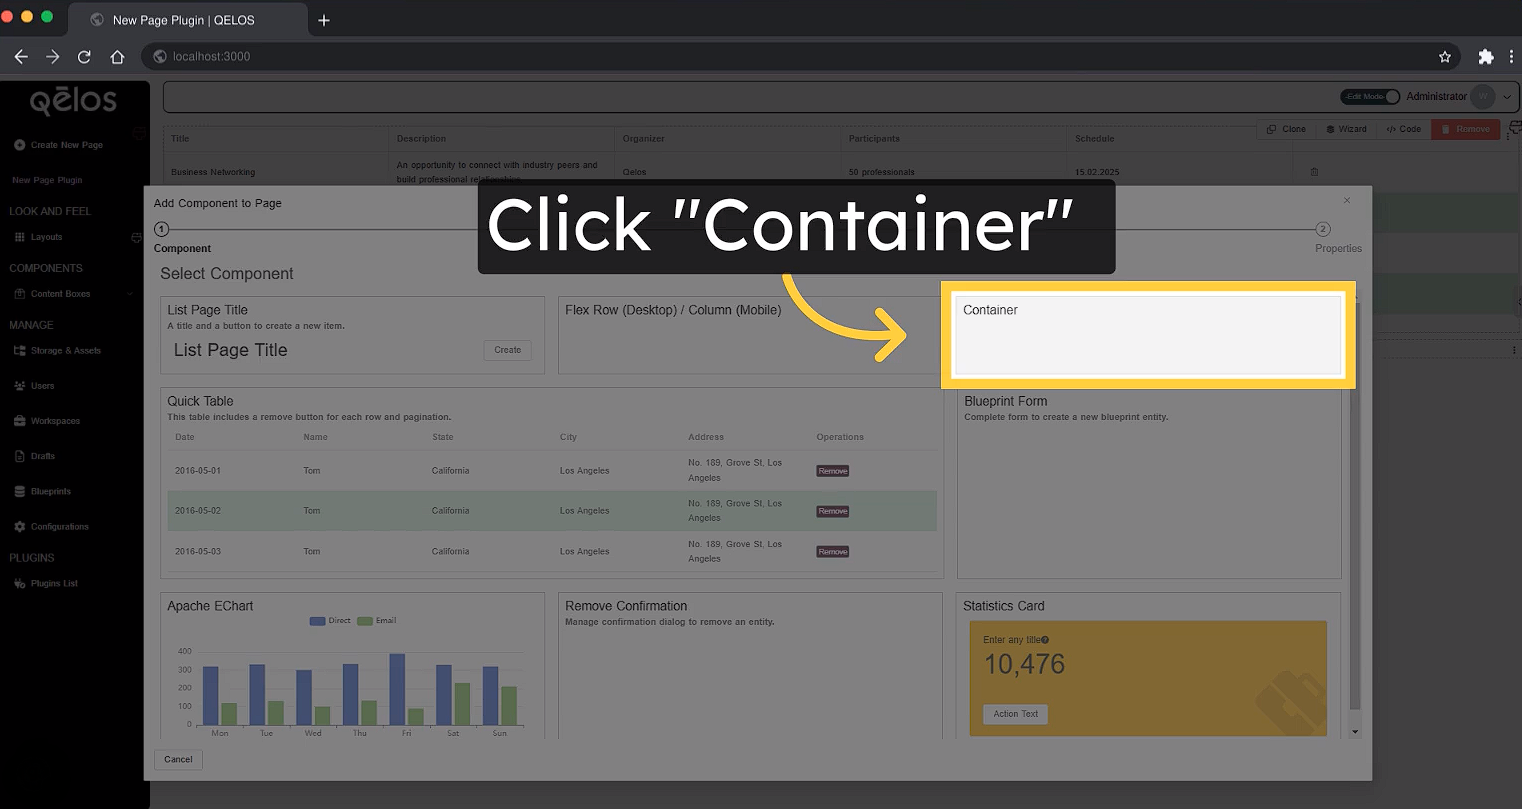 New Page Plugin | QELOS
localhost:3000
qelos
Edit Mode
Administrator
W
Create New Page
New Page Plugin
LOOK AND FEEL
Layouts
COMPONENTS
Content Boxes
MANAGE
Storage & Assets
Users
Workspaces
Drafts
Blueprints
Configurations
PLUGINS
Plugins List
Title Description Organizer Participants Schedule
Clone Wizard </> Code Remove
Business Networking An opportunity to connect with industry peers and Qelos 50 professionals 15.02.2025
build professional relationships
Click "Container"
Add Component to Page
1
Component
2
Properties
Select Component
List Page Title
A title and a button to create a new item.
List Page Title
Create
Flex Row (Desktop) / Column (Mobile)
Container
Quick Table
This table includes a remove button for each row and pagination.
Date Name State City Address Operations
2016-05-01 Tom California Los Angeles No. 189, Grove St, Los Angeles Remove
2016-05-02 Tom California Los Angeles No. 189, Grove St, Los Angeles Remove
2016-05-03 Tom California Los Angeles No. 189, Grove St, Los Angeles Remove
Blueprint Form
Complete form to create a new blueprint entity.
Apache EChart
Direct Email
400
300
200
100
0
Mon Tue Wed Thu Fri Sat Sun
Remove Confirmation
Manage confirmation dialog to remove an entity.
Statistics Card
Enter any title
10,476
Action Text
Cancel